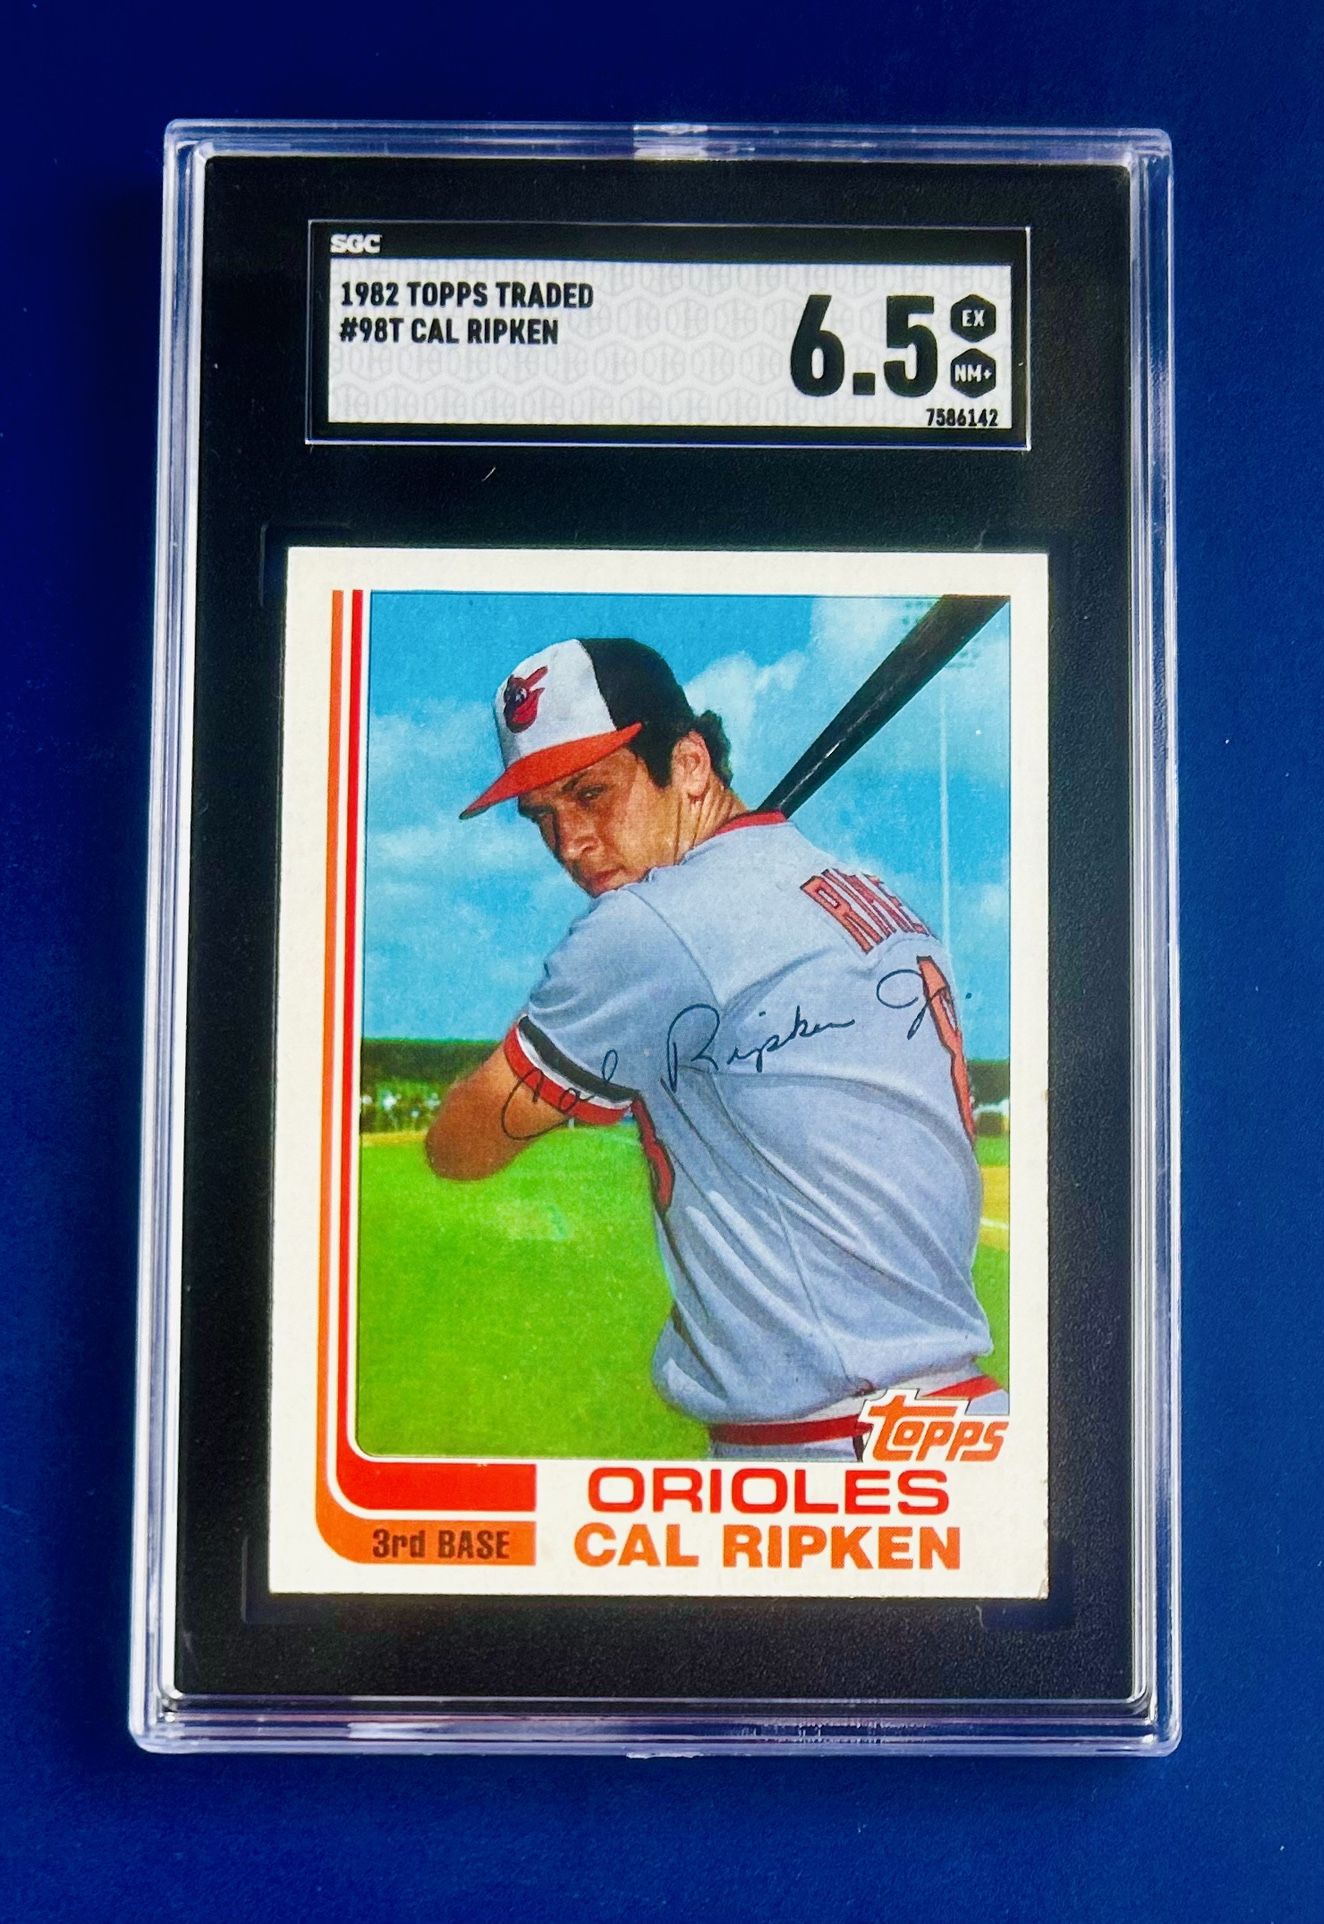 SGC
1982 TOPPS TRADED
#98T CAL RIPKEN
6.5
EX
NM+
7586142
Cal Ripken Jr.
topps
ORIOLES
3rd BASE
CAL RIPKEN